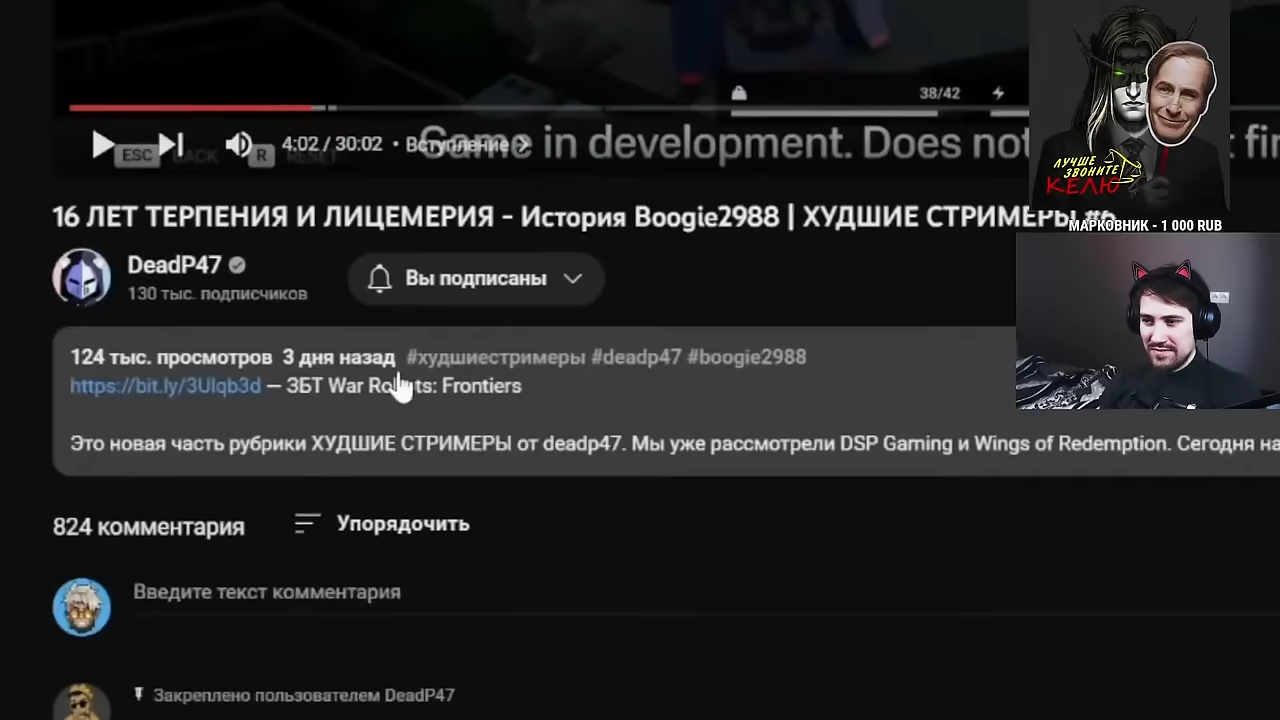 38/42
ESC
R
4:02 / 30:02 • Вступление >
Game in development. Does not
fin
ЛУЧШЕ
ЗВОНИТЕ
КЕЛЮ
МАРКОВНИК - 1 000 RUB
16 ЛЕТ ТЕРПЕНИЯ И ЛИЦЕМЕРИЯ - История Boogie2988 | ХУДШИЕ СТРИМЕРЫ #6
DeadP47
130 тыс. подписчиков
Вы подписаны
124 тыс. просмотров 3 дня назад #худшиестримеры #deadp47 #boogie2988
https://bit.ly/3UIqb3d — ЗБТ War Robots: Frontiers
Это новая часть рубрики ХУДШИЕ СТРИМЕРЫ от deadp47. Мы уже рассмотрели DSP Gaming и Wings of Redemption. Сегодня на
824 комментария
Упорядочить
Введите текст комментария
Закреплено пользователем DeadP47